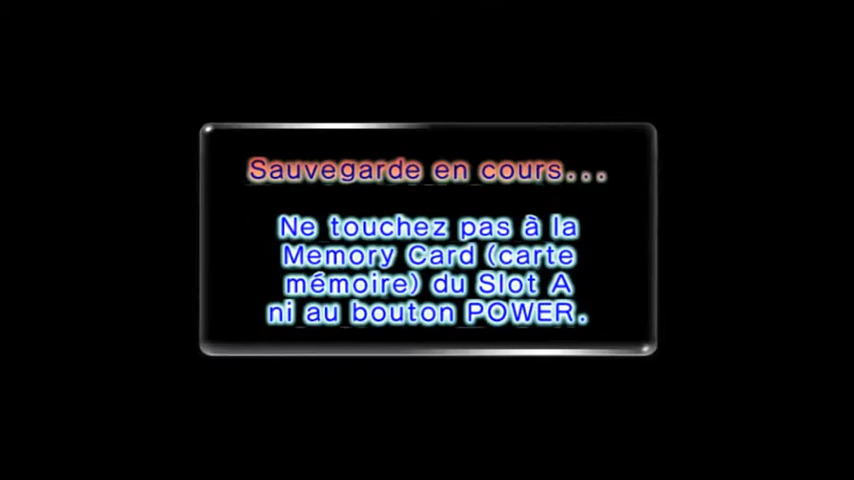 Sauvegarde en cours...
Ne touchez pas à la
Memory Card (carte
mémoire) du Slot A
ni au bouton POWER.